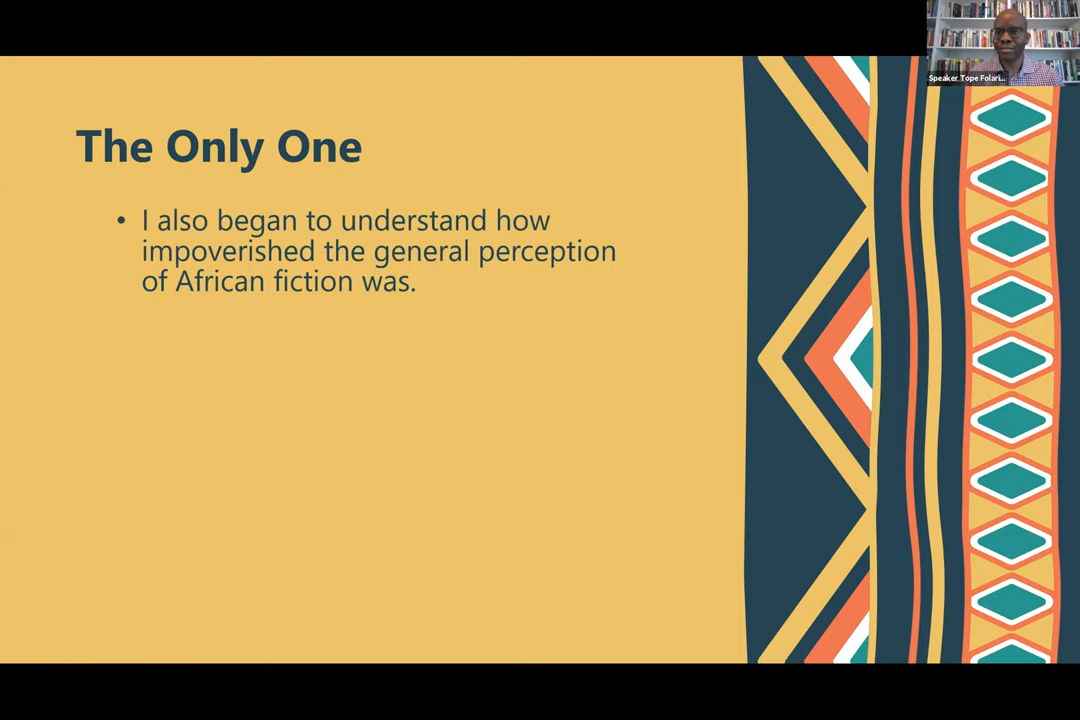 Speaker Tope Folari...
The Only One
• I also began to understand how
impoverished the general perception
of African fiction was.